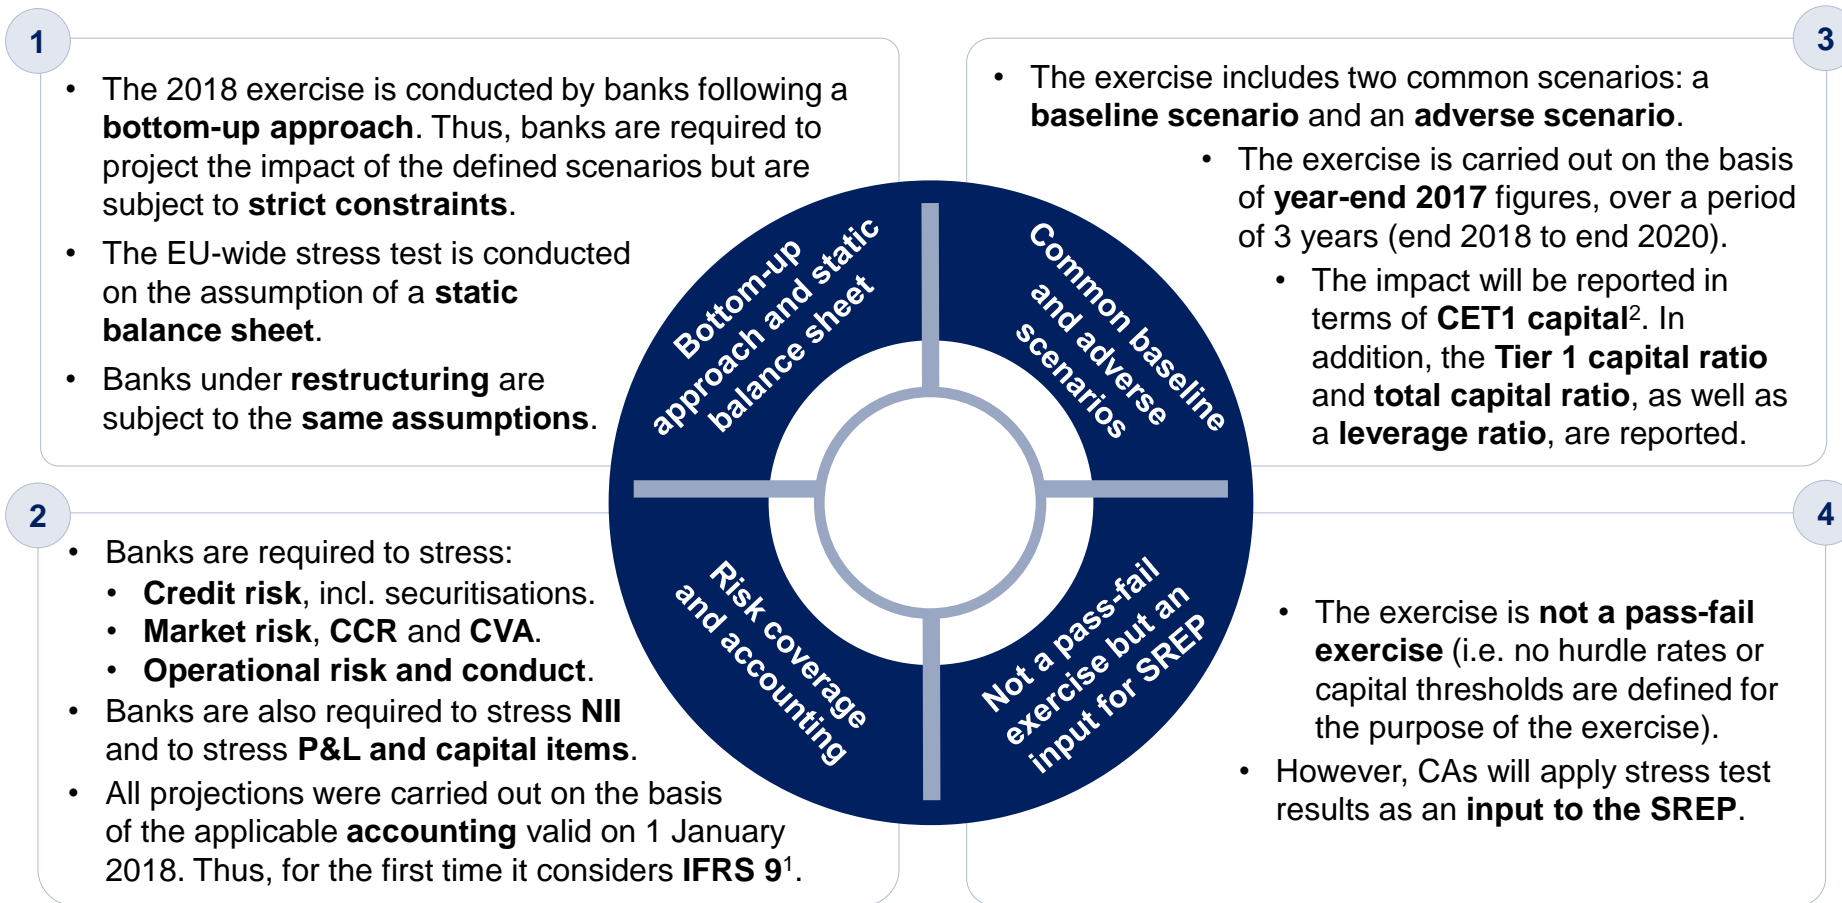 1
• The 2018 exercise is conducted by banks following a
bottom-up approach. Thus, banks are required to
project the impact of the defined scenarios but are
subject to strict constraints.
• The EU-wide stress test is conducted
on the assumption of a static
balance sheet.
• Banks under restructuring are
subject to the same assumptions.
2
• Banks are required to stress:
• Credit risk, incl. securitisations.
• Market risk, CCR and CVA.
• Operational risk and conduct.
• Banks are also required to stress NII
and to stress P&L and capital items.
• All projections were carried out on the basis
of the applicable accounting valid on 1 January
2018. Thus, for the first time it considers IFRS 9¹.
Bottom-up
approach and static
balance sheet
Common baseline
and adverse
scenarios
Risk coverage
and accounting
Not a pass-fail
exercise but an
input for SREP
3
• The exercise includes two common scenarios: a
baseline scenario and an adverse scenario.
• The exercise is carried out on the basis
of year-end 2017 figures, over a period
of 3 years (end 2018 to end 2020).
• The impact will be reported in
terms of CET1 capital². In
addition, the Tier 1 capital ratio
and total capital ratio, as well as
a leverage ratio, are reported.
4
• The exercise is not a pass-fail
exercise (i.e. no hurdle rates or
capital thresholds are defined for
the purpose of the exercise).
• However, CAs will apply stress test
results as an input to the SREP.